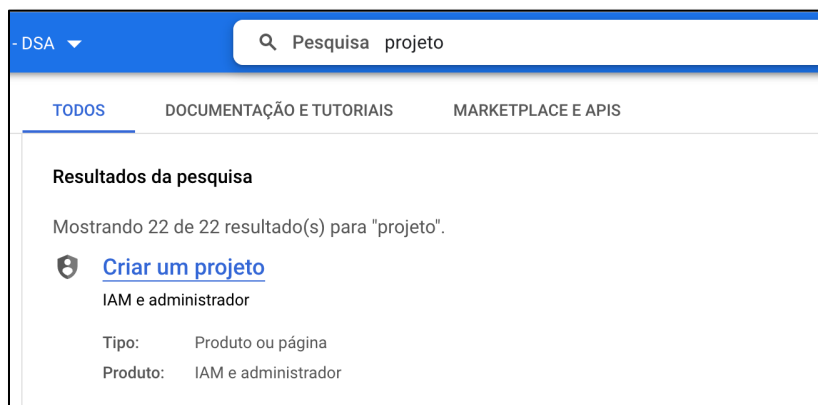 - DSA
Pesquisa projeto
TODOS DOCUMENTAÇÃO E TUTORIAIS MARKETPLACE E APIS
Resultados da pesquisa
Mostrando 22 de 22 resultado(s) para "projeto".
Criar um projeto
IAM e administrador
Tipo: Produto ou página
Produto: IAM e administrador